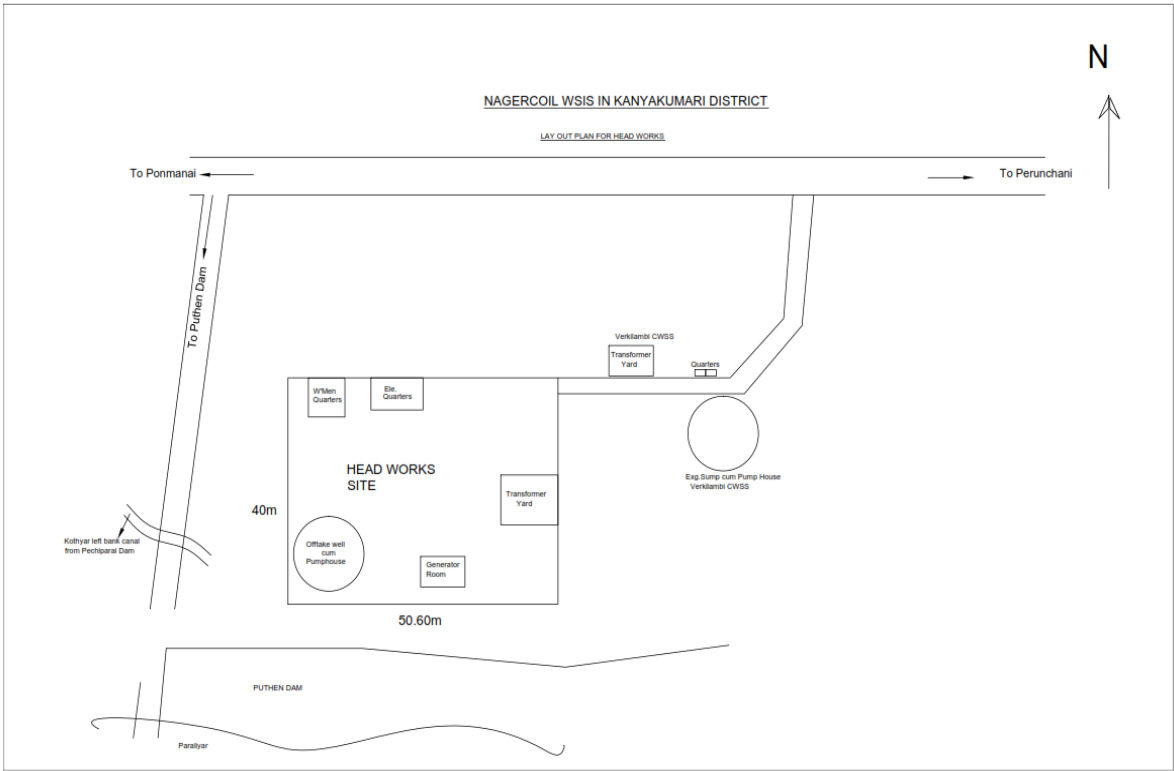 N
NAGERCOIL WSIS IN KANYAKUMARI DISTRICT
LAY OUT PLAN FOR HEAD WORKS
To Ponmanai
To Perunchani
To Puthen Dam
Verkilambi CWSS
Transformer
Yard
Quarters
W'Men
Quarters
Ele.
Quarters
HEAD WORKS
SITE
Exg.Sump cum Pump House
Verkilambi CWSS
Transformer
Yard
40m
Kothyar left bank canal
from Pechiparai Dam
Offtake well
cum
Pumphouse
Generator
Room
50.60m
PUTHEN DAM
Paraliyar